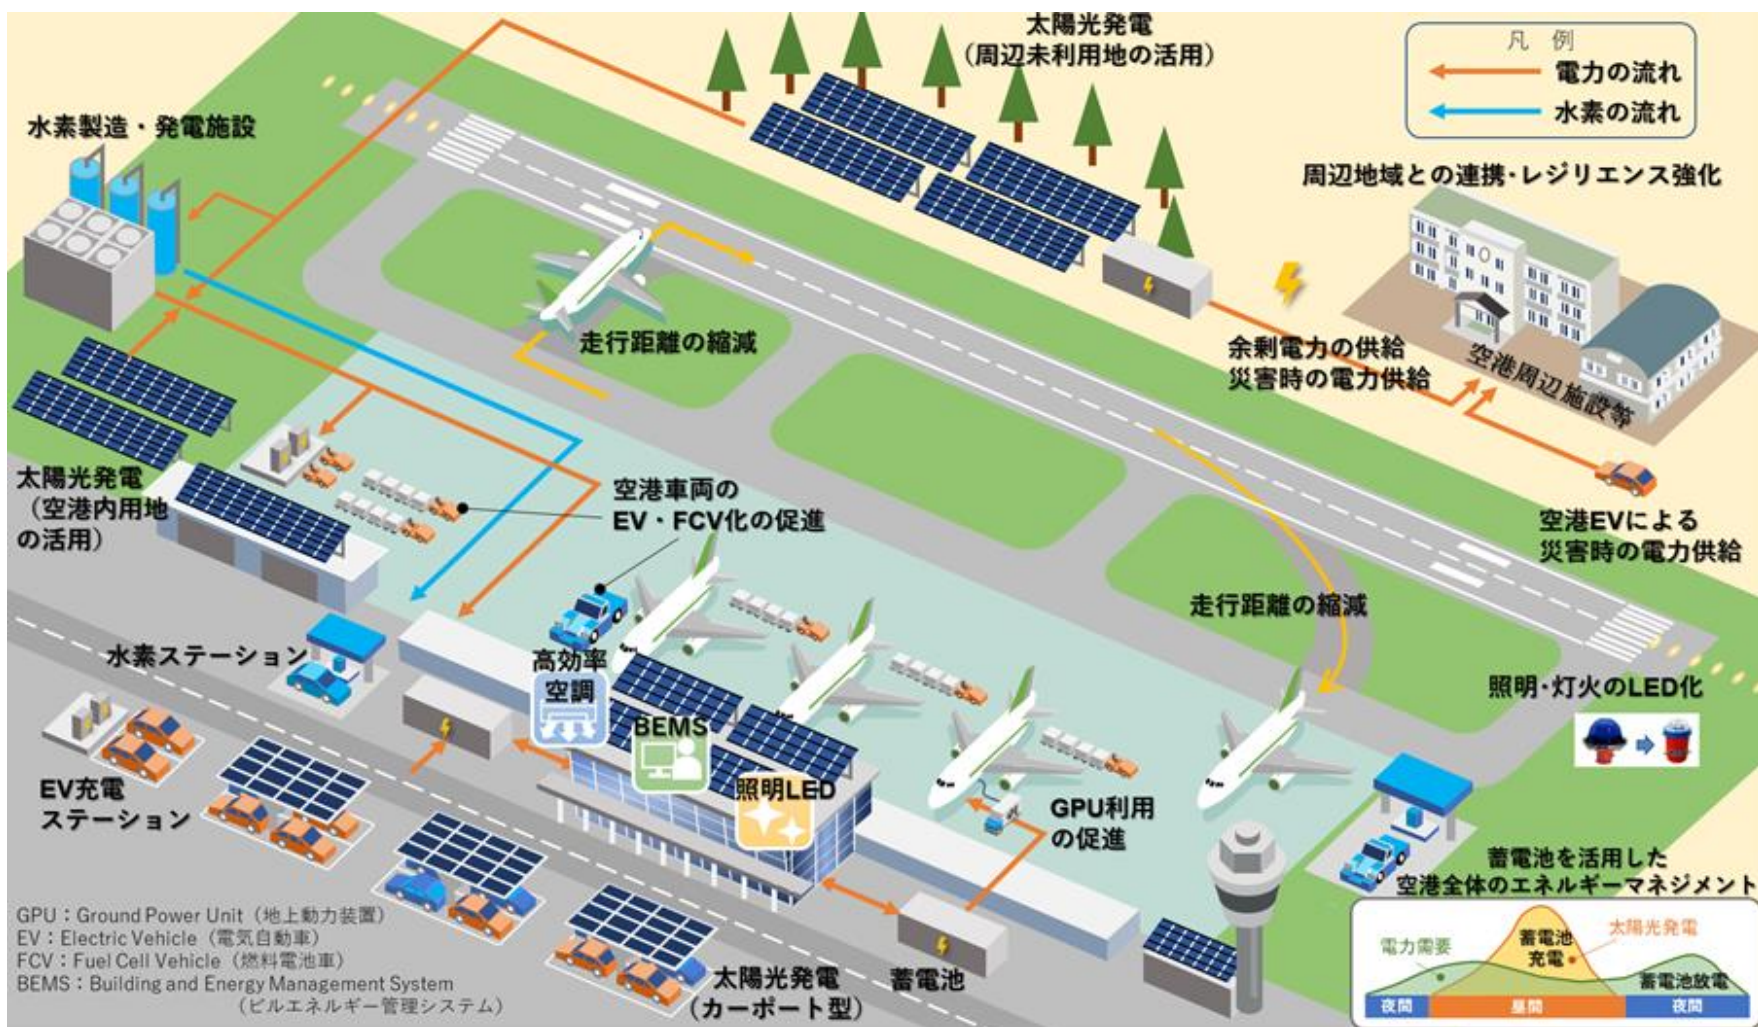 太陽光発電
（周辺未利用地の活用）
凡　例
電力の流れ
水素の流れ
水素製造・発電施設
周辺地域との連携・レジリエンス強化
走行距離の縮減
余剰電力の供給
災害時の電力供給
空港周辺施設等
太陽光発電
（空港内用地
の活用）
空港車両の
EV・FCV化の促進
空港EVによる
災害時の電力供給
走行距離の縮減
水素ステーション
高効率
空調
BEMS
照明LED
照明・灯火のLED化
EV充電
ステーション
GPU利用
の促進
蓄電池を活用した
空港全体のエネルギーマネジメント
電力需要
蓄電池
充電
太陽光発電
蓄電池放電
夜間
昼間
夜間
太陽光発電
（カーポート型）
蓄電池
GPU：Ground Power Unit（地上動力装置）
EV：Electric Vehicle（電気自動車）
FCV：Fuel Cell Vehicle（燃料電池車）
BEMS：Building and Energy Management System
（ビルエネルギー管理システム）